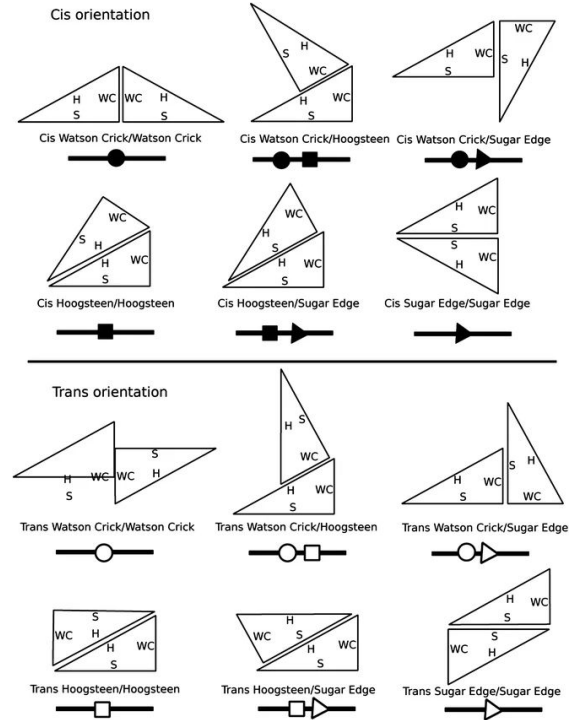 Cis orientation
H WC WC H
S S
Cis Watson Crick/Watson Crick
S H
WC
H WC
S
Cis Watson Crick/Hoogsteen
WC
H WC S H
S
Cis Watson Crick/Sugar Edge
WC
S H
H WC
S
Cis Hoogsteen/Hoogsteen
WC
H
S
H WC
S
Cis Hoogsteen/Sugar Edge
H WC
S
S
H WC
Cis Sugar Edge/Sugar Edge
Trans orientation
S
H WC WC H
S
Trans Watson Crick/Watson Crick
H S
WC
H WC
S
Trans Watson Crick/Hoogsteen
S H
H WC
S WC
Trans Watson Crick/Sugar Edge
S
WC H
H WC
S
Trans Hoogsteen/Hoogsteen
H
WC S
H WC
S
Trans Hoogsteen/Sugar Edge
H WC
S
S
WC H
Trans Sugar Edge/Sugar Edge